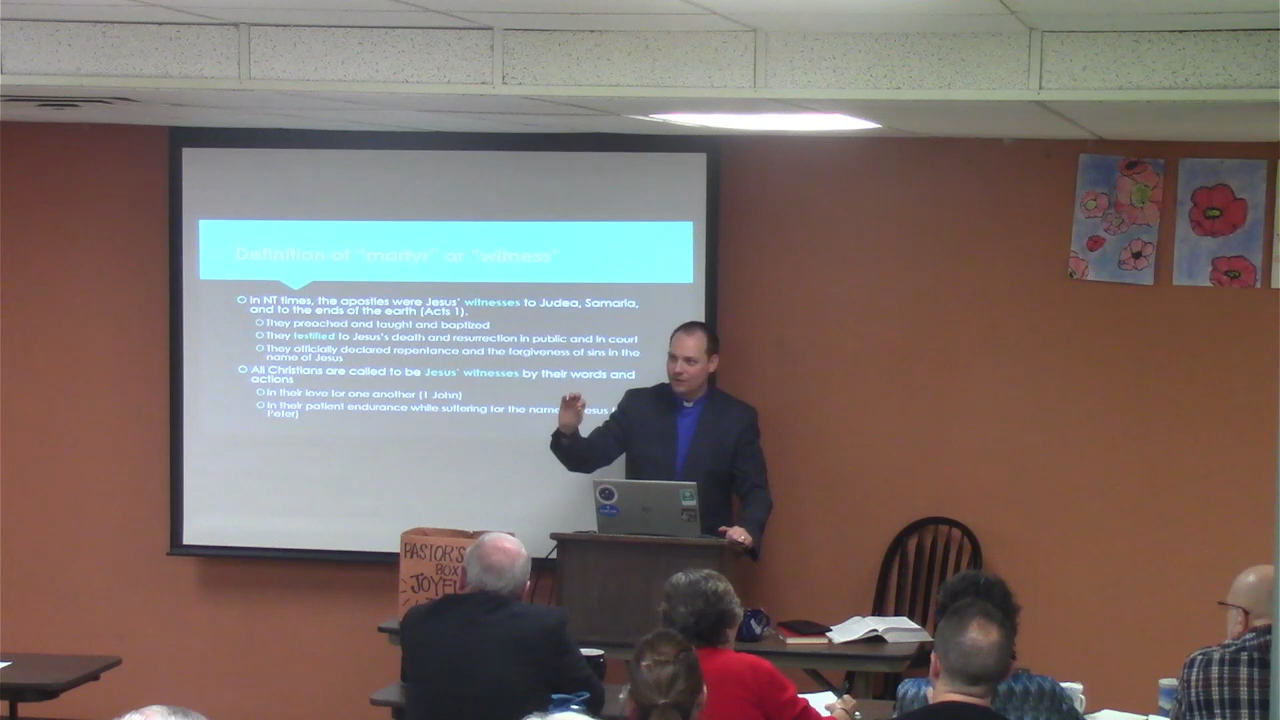 Definition of "martyr" or "witness"
In NT times, the apostles were Jesus' witnesses to Judea, Samaria,
and to the ends of the earth (Acts 1).
They preached and taught and baptized
They testified to Jesus's death and resurrection in public and in court
They officially declared repentance and the forgiveness of sins in the
name of Jesus
All Christians are called to be Jesus' witnesses by their words and
actions
In their love for one another (1 John)
In their patient endurance while suffering for the name Jesus
Peter)
PASTOR'S
BOX